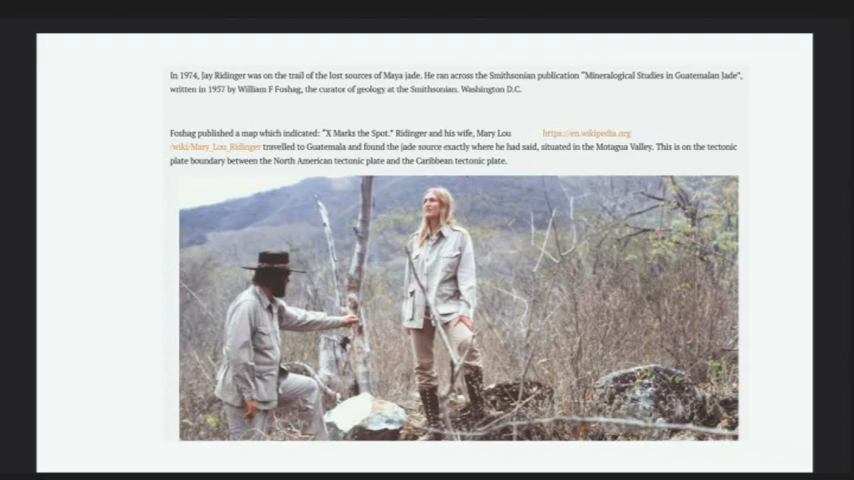 In 1974, Jay Ridinger was on the trail of the lost sources of Maya jade. He ran across the Smithsonian publication "Mineralogical Studies in Guatemalan Jade",
written in 1957 by William F Foshag, the curator of geology at the Smithsonian. Washington D.C.
Foshag published a map which indicated: "X Marks the Spot." Ridinger and his wife, Mary Lou https://en.wikipedia.org
/wiki/Mary_Lou_Ridinger travelled to Guatemala and found the jade source exactly where he had said, situated in the Motagua Valley. This is on the tectonic
plate boundary between the North American tectonic plate and the Caribbean tectonic plate.